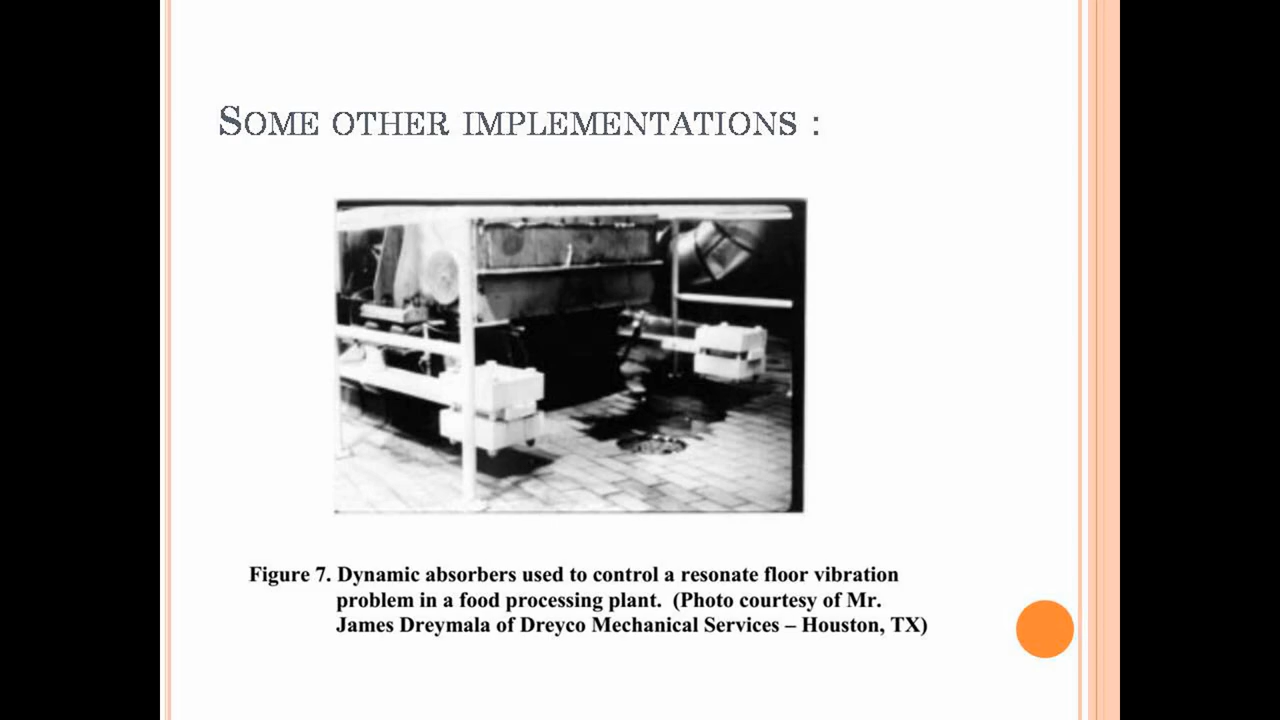 SOME OTHER IMPLEMENTATIONS :
Figure 7. Dynamic absorbers used to control a resonate floor vibration
problem in a food processing plant. (Photo courtesy of Mr.
James Dreymala of Dreyco Mechanical Services – Houston, TX)